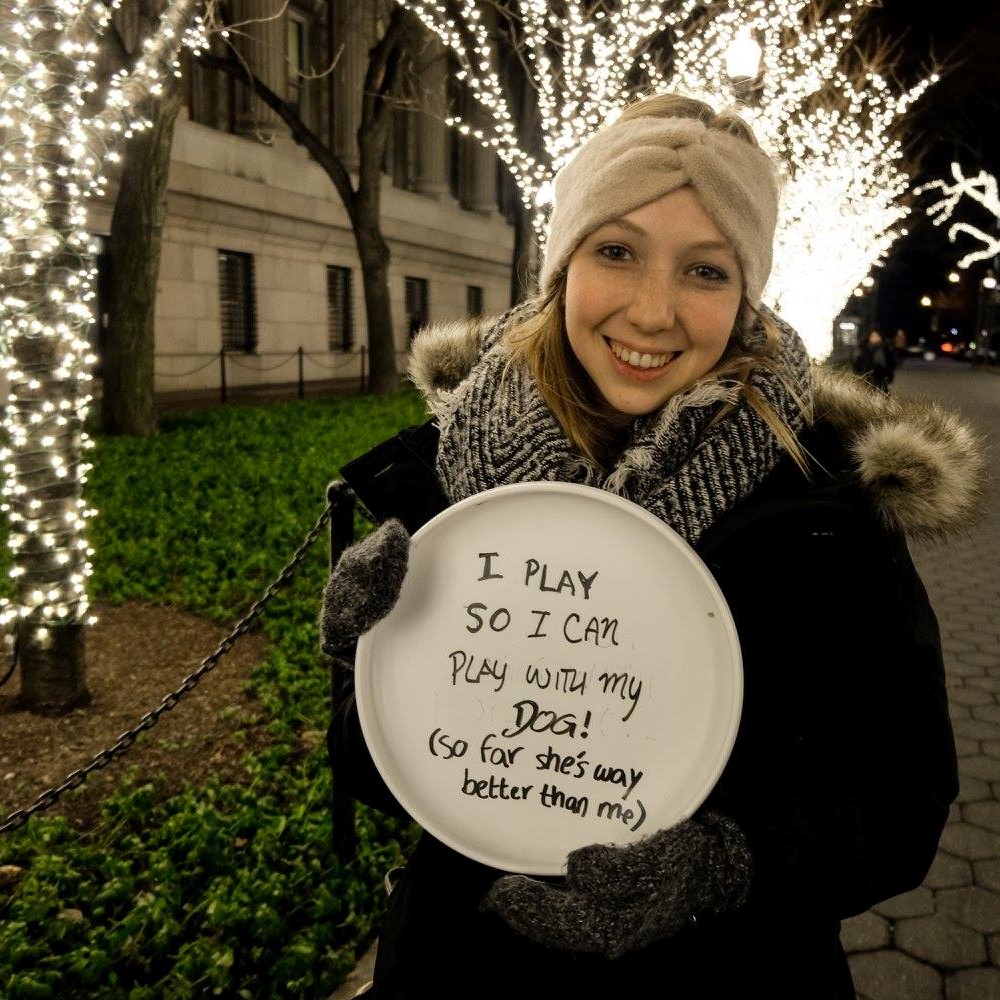 I PLAY
SO I CAN
PLAY WITH MY
DOG!
(so far she's way
better than me)